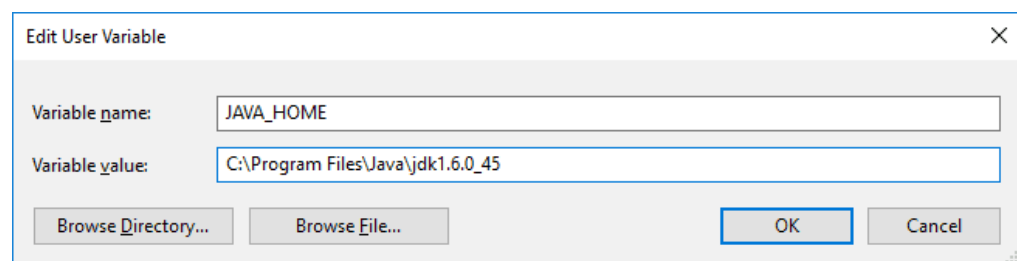 Edit User Variable
Variable name: JAVA_HOME
Variable value: C:\Program Files\Java\jdk1.6.0_45
Browse Directory... Browse File... OK Cancel